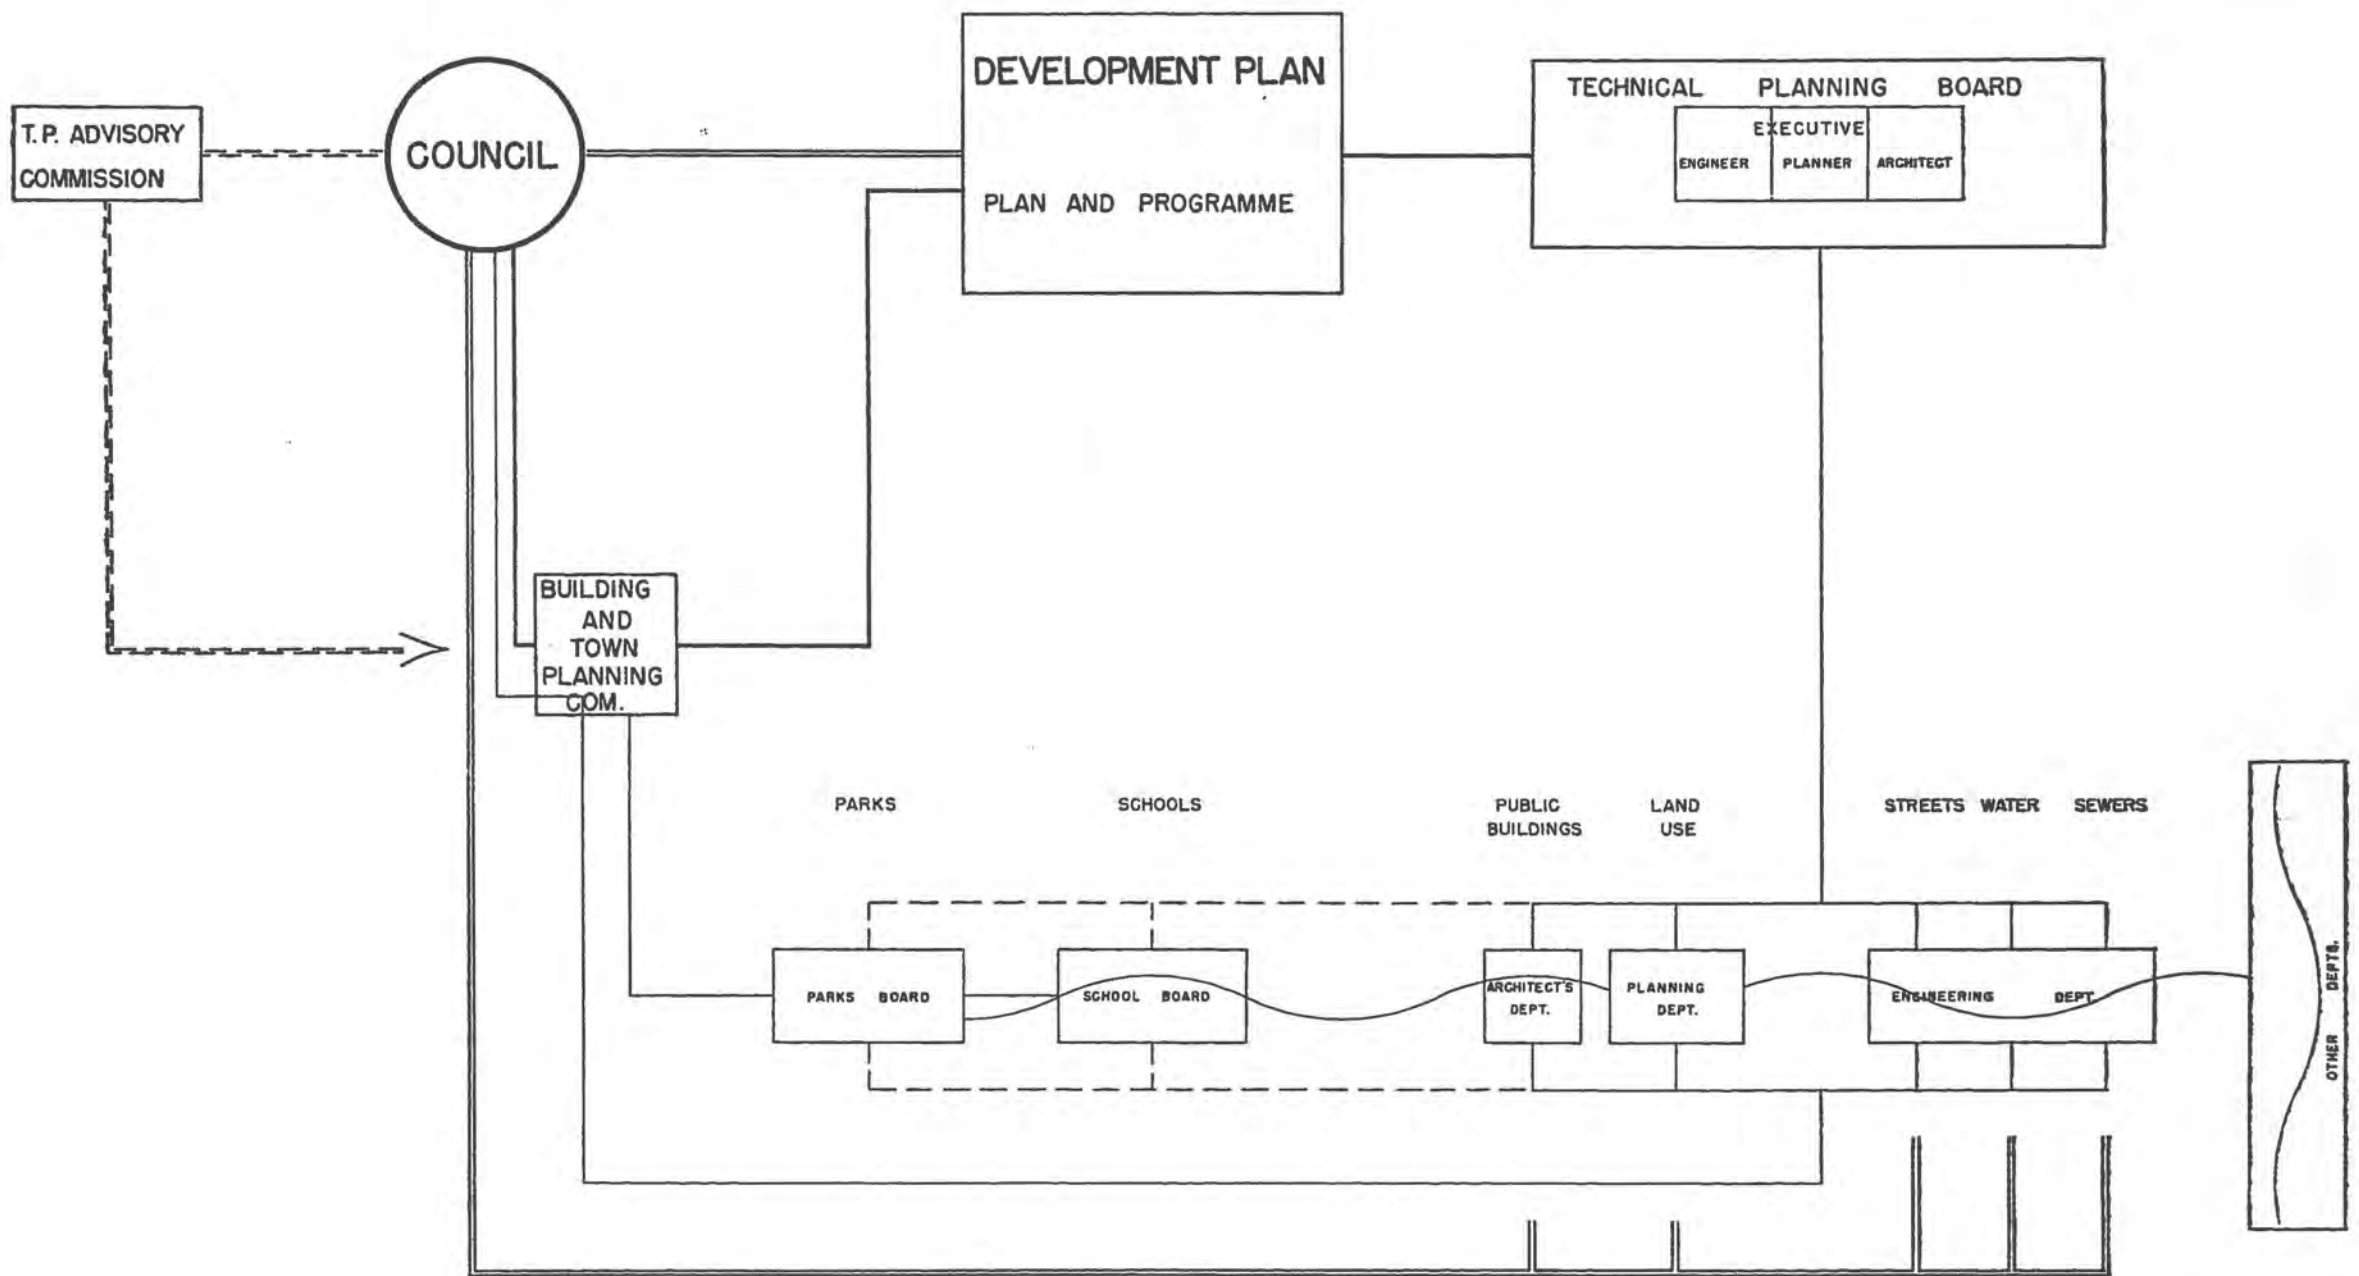 DEVELOPMENT PLAN
PLAN AND PROGRAMME
TECHNICAL PLANNING BOARD
EXECUTIVE
ENGINEER PLANNER ARCHITECT
T.P. ADVISORY
COMMISSION
COUNCIL
BUILDING
AND
TOWN
PLANNING
COM.
PARKS
SCHOOLS
PUBLIC
BUILDINGS
LAND
USE
STREETS WATER SEWERS
PARKS BOARD
SCHOOL BOARD
ARCHITECT'S
DEPT.
PLANNING
DEPT.
ENGINEERING DEPT.
OTHER DEPTS.